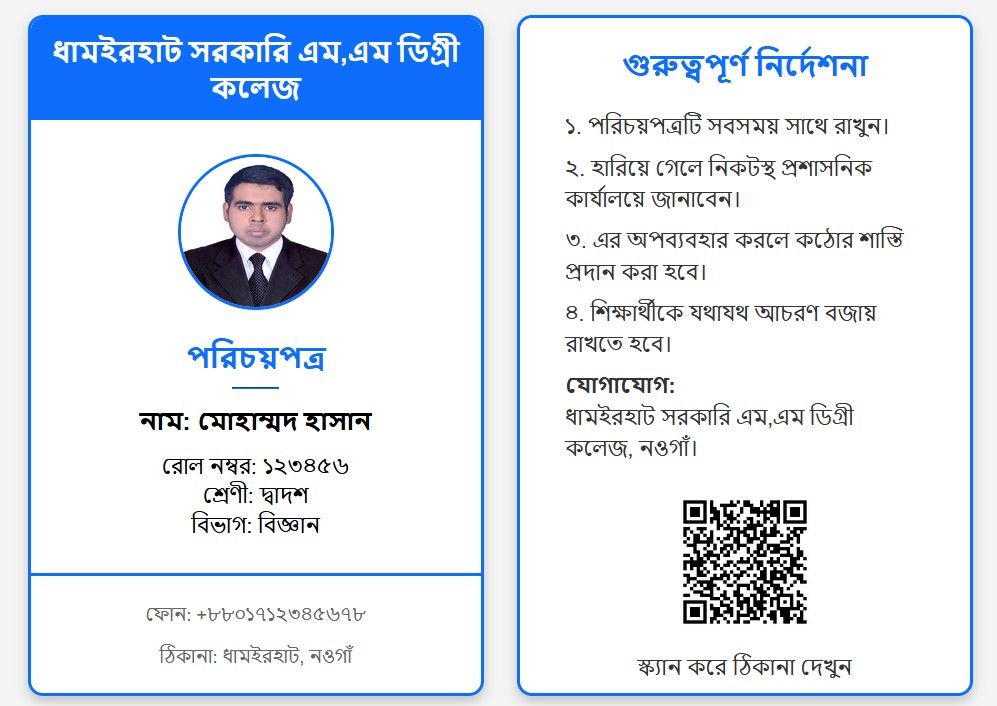 ধামইরহাট সরকারি এম,এম ডিগ্রী
কলেজ
পরিচয়পত্র
নাম: মোহাম্মদ হাসান
রোল নম্বর: ১২৩৪৫৬
শ্রেণী: দ্বাদশ
বিভাগ: বিজ্ঞান
ফোন: +৮৮০১৭১২৩৪৫৬৭৮
ঠিকানা: ধামইরহাট, নওগাঁ
গুরুত্বপূর্ণ নির্দেশনা
১. পরিচয়পত্রটি সবসময় সাথে রাখুন।
২. হারিয়ে গেলে নিকটস্থ প্রশাসনিক
কার্যালয়ে জানাবেন।
৩. এর অপব্যবহার করলে কঠোর শাস্তি
প্রদান করা হবে।
৪. শিক্ষার্থীকে যথাযথ আচরণ বজায়
রাখতে হবে।
যোগাযোগ:
ধামইরহাট সরকারি এম,এম ডিগ্রী
কলেজ, নওগাঁ।
স্ক্যান করে ঠিকানা দেখুন